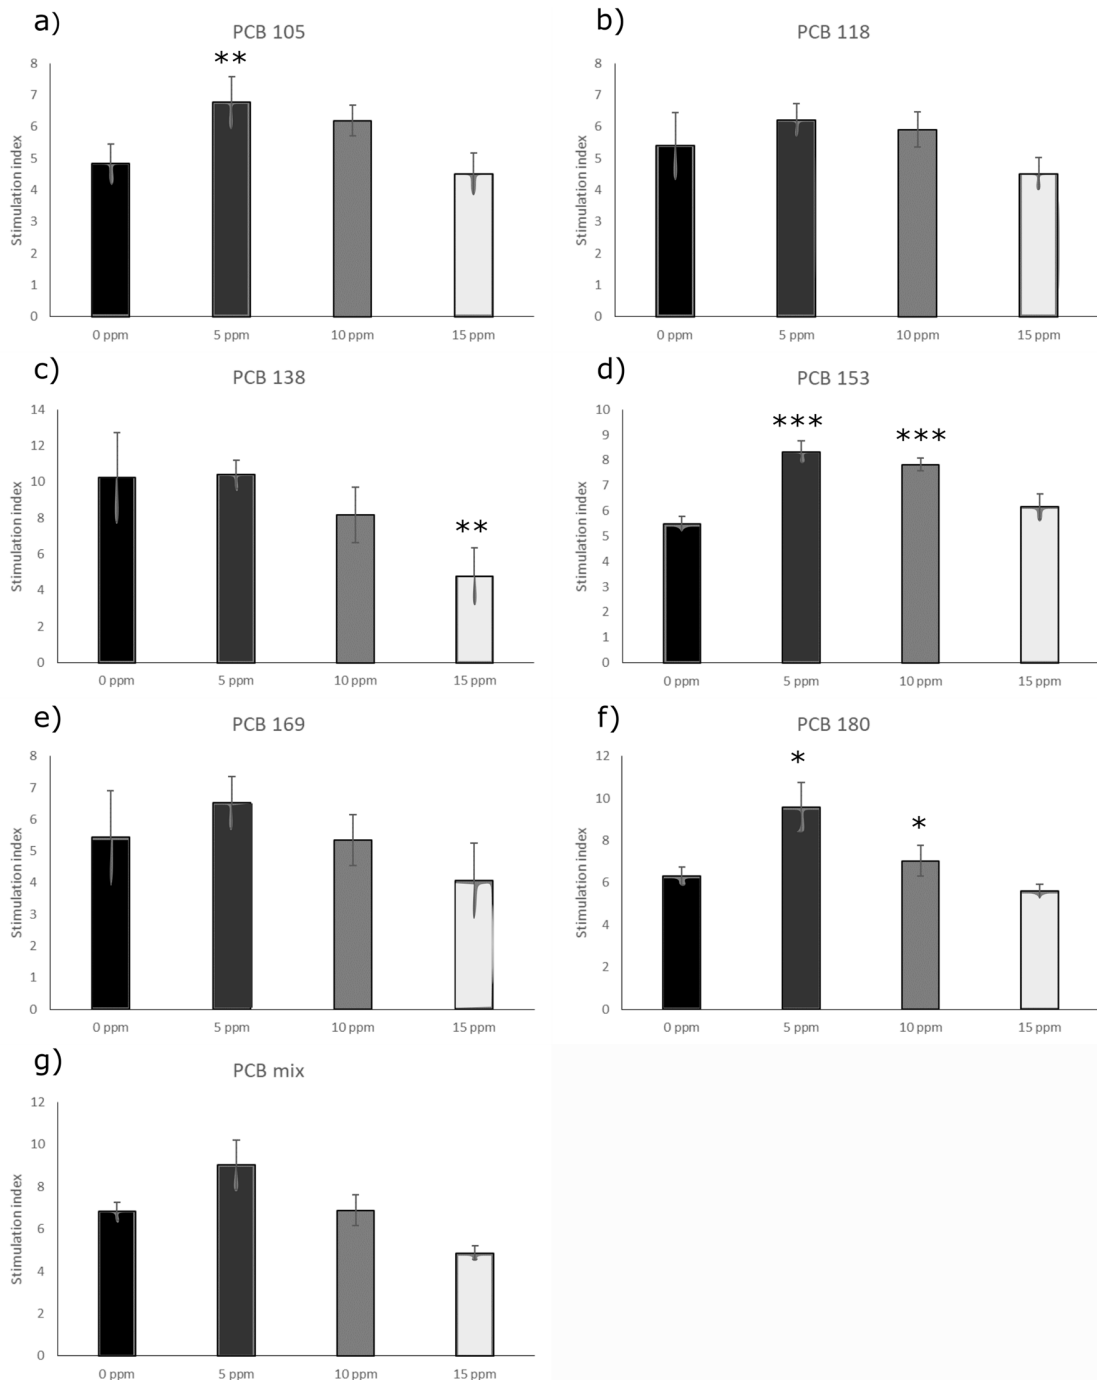 a)
PCB 105
Stimulation index
8
7
6
5
4
3
2
1
0
**
0 ppm 5 ppm 10 ppm 15 ppm
b)
PCB 118
Stimulation index
8
7
6
5
4
3
2
1
0
0 ppm 5 ppm 10 ppm 15 ppm
c)
PCB 138
Stimulation index
14
12
10
8
6
4
2
0
**
0 ppm 5 ppm 10 ppm 15 ppm
d)
PCB 153
Stimulation index
10
9
8
7
6
5
4
3
2
1
0
*** ***
0 ppm 5 ppm 10 ppm 15 ppm
e)
PCB 169
Stimulation index
8
7
6
5
4
3
2
1
0
0 ppm 5 ppm 10 ppm 15 ppm
f)
PCB 180
Stimulation index
12
10
8
6
4
2
0
*
*
0 ppm 5 ppm 10 ppm 15 ppm
g)
PCB mix
Stimulation index
12
10
8
6
4
2
0
0 ppm 5 ppm 10 ppm 15 ppm